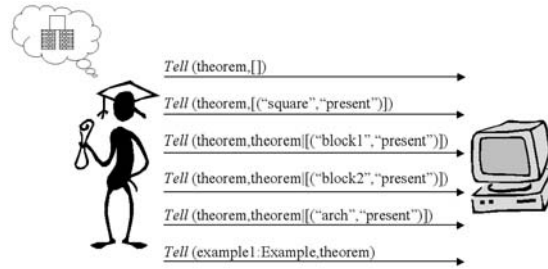 Tell (theorem,[])
Tell (theorem,[("square","present")])
Tell (theorem,theorem|[("block1","present")])
Tell (theorem,theorem|[("block2","present")])
Tell (theorem,theorem|[("arch","present")])
Tell (example1:Example,theorem)